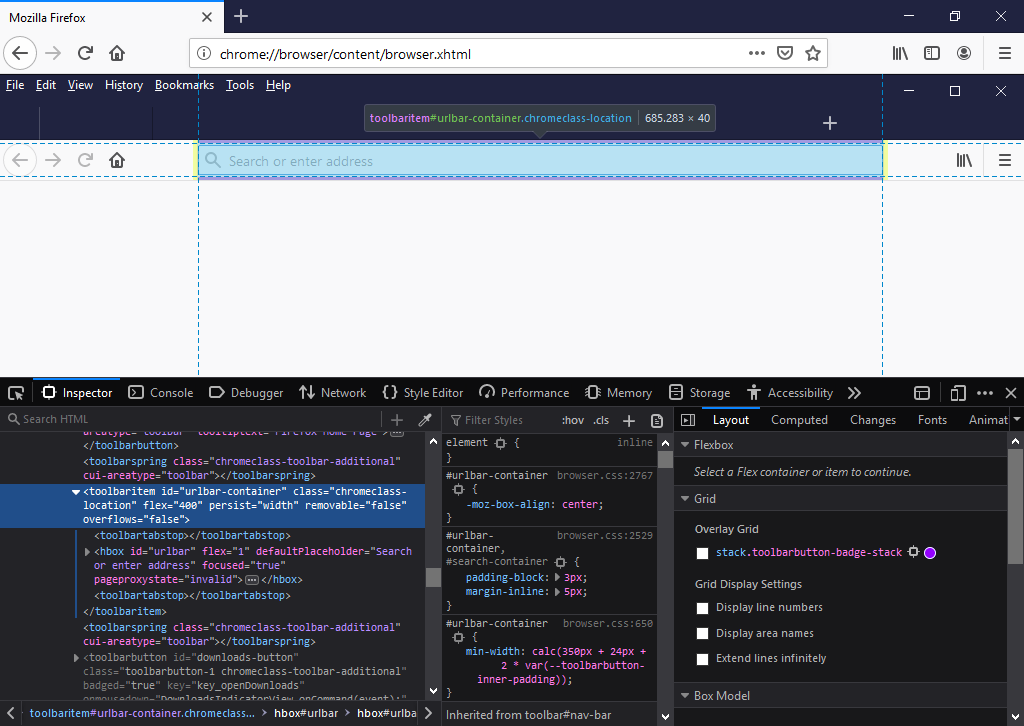 Mozilla Firefox
chrome://browser/content/browser.xhtml
File Edit View History Bookmarks Tools Help
toolbaritem#urlbar-container.chromeclass-location 685.283 × 40
Search or enter address
Inspector Console Debugger Network Style Editor Performance Memory Storage Accessibility
Search HTML
areatype="toolbar" tooltiptext="Firefox Home Page">
</toolbarbutton>
<toolbarspring class="chromeclass-toolbar-additional"
cui-areatype="toolbar"></toolbarspring>
<toolbaritem id="urlbar-container" class="chromeclass-
location" flex="400" persist="width" removable="false"
overflows="false">
<toolbartabstop></toolbartabstop>
<hbox id="urlbar" flex="1" defaultPlaceholder="Search
or enter address" focused="true"
pageproxystate="invalid"></hbox>
<toolbartabstop></toolbartabstop>
</toolbaritem>
<toolbarspring class="chromeclass-toolbar-additional"
cui-areatype="toolbar"></toolbarspring>
<toolbarbutton id="downloads-button"
class="toolbarbutton-1 chromeclass-toolbar-additional"
badged="true" key="key_openDownloads"
onmousedown="DownloadsIndicatorView.onCommand(event);"
toolbaritem#urlbar-container.chromeclass... hbox#urlbar hbox#urlba
Filter Styles :hov .cls
element { inline
}
#urlbar-container browser.css:2767
{
-moz-box-align: center;
}
#urlbar- browser.css:2529
container,
#search-container {
padding-block: 3px;
margin-inline: 5px;
}
#urlbar-container browser.css:650
{
min-width: calc(350px + 24px +
2 * var(--toolbarbutton-
inner-padding));
}
Inherited from toolbar#nav-bar
Layout Computed Changes Fonts Animat
Flexbox
Select a Flex container or item to continue.
Grid
Overlay Grid
stack.toolbarbutton-badge-stack
Grid Display Settings
Display line numbers
Display area names
Extend lines infinitely
Box Model